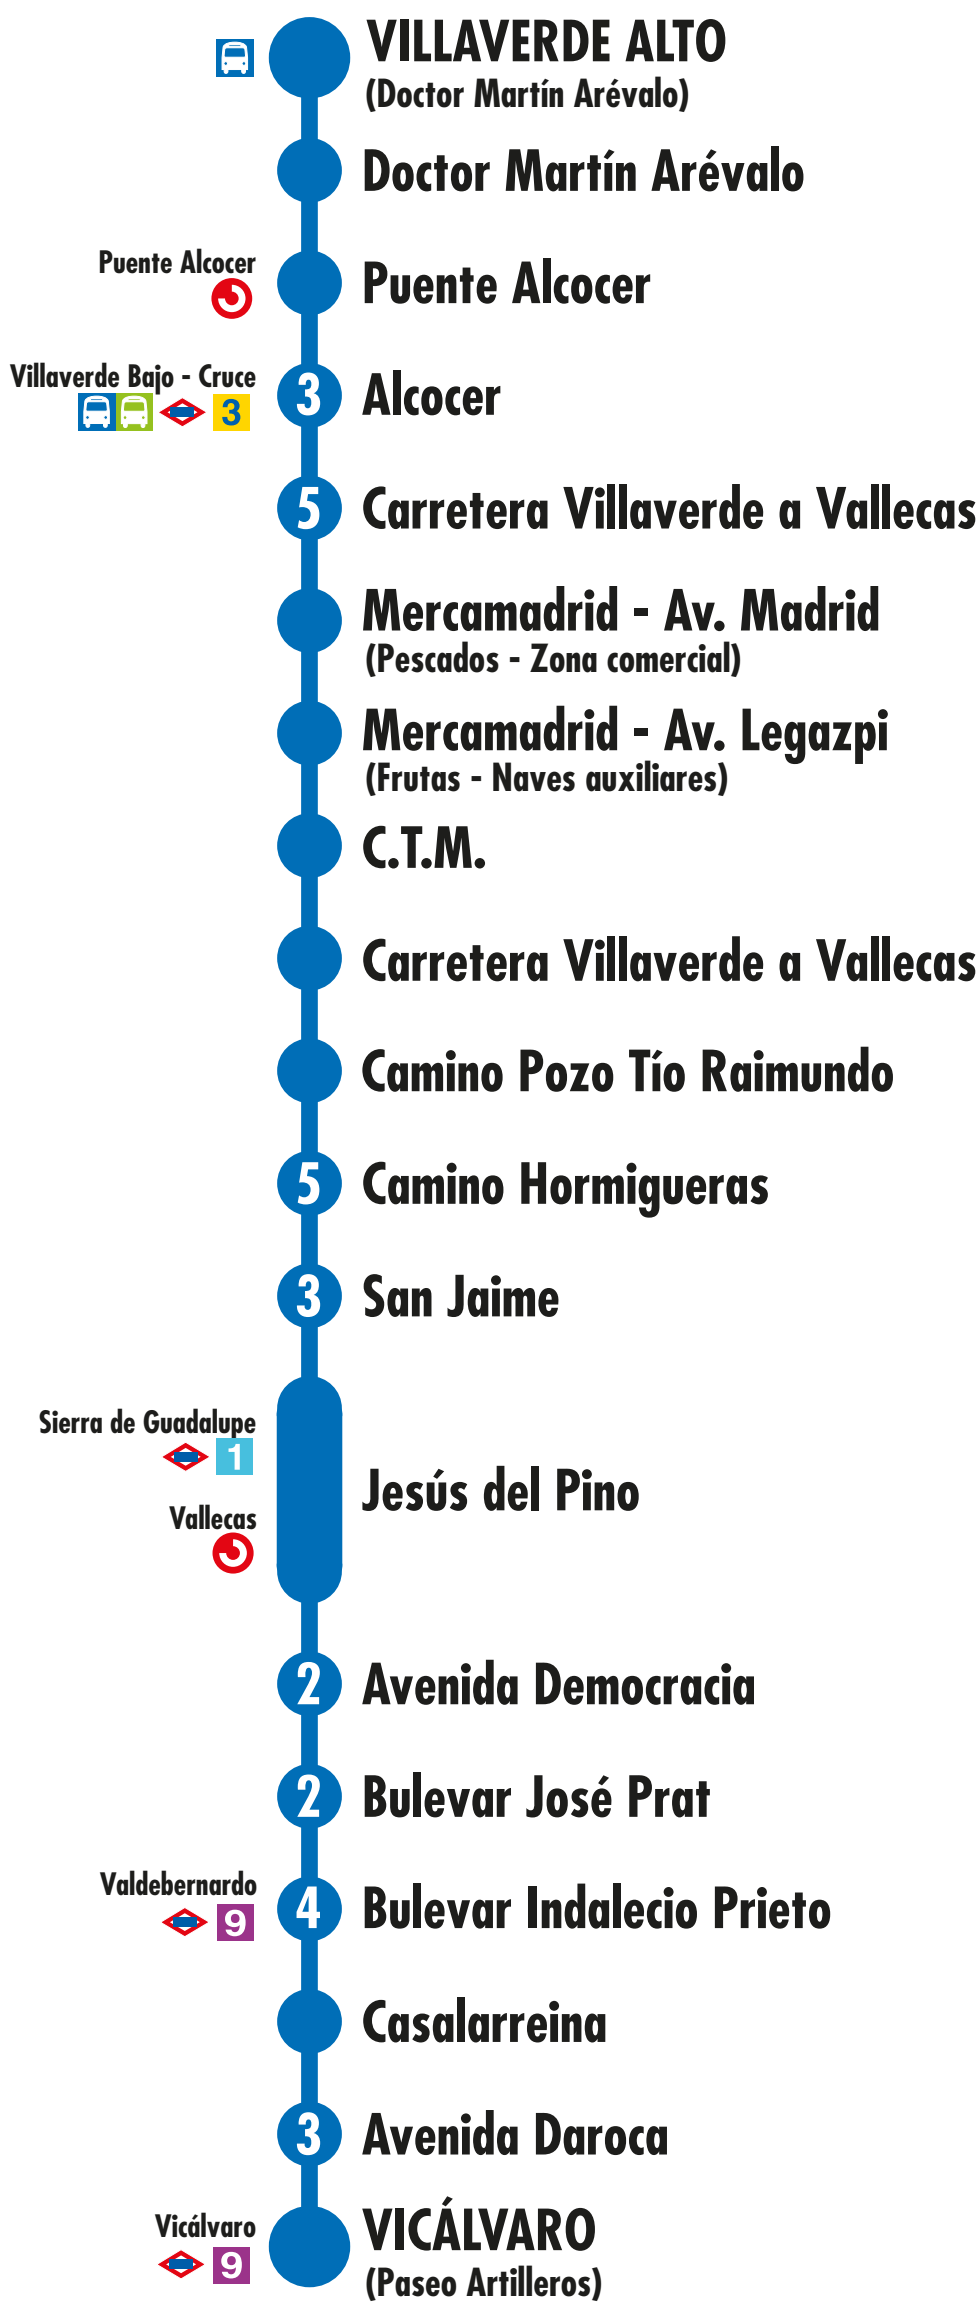 VILLAVERDE ALTO
(Doctor Martín Arévalo)
Doctor Martín Arévalo
Puente Alcocer
Puente Alcocer
Villaverde Bajo - Cruce
3
3
Alcocer
5
Carretera Villaverde a Vallecas
Mercamadrid - Av. Madrid
(Pescados - Zona comercial)
Mercamadrid - Av. Legazpi
(Frutas - Naves auxiliares)
C.T.M.
Carretera Villaverde a Vallecas
Camino Pozo Tío Raimundo
5
Camino Hormigueras
3
San Jaime
Sierra de Guadalupe
1
Vallecas
Jesús del Pino
2
Avenida Democracia
2
Bulevar José Prat
Valdebernardo
9
4
Bulevar Indalecio Prieto
Casalarreina
3
Avenida Daroca
Vicálvaro
9
VICÁLVARO
(Paseo Artilleros)